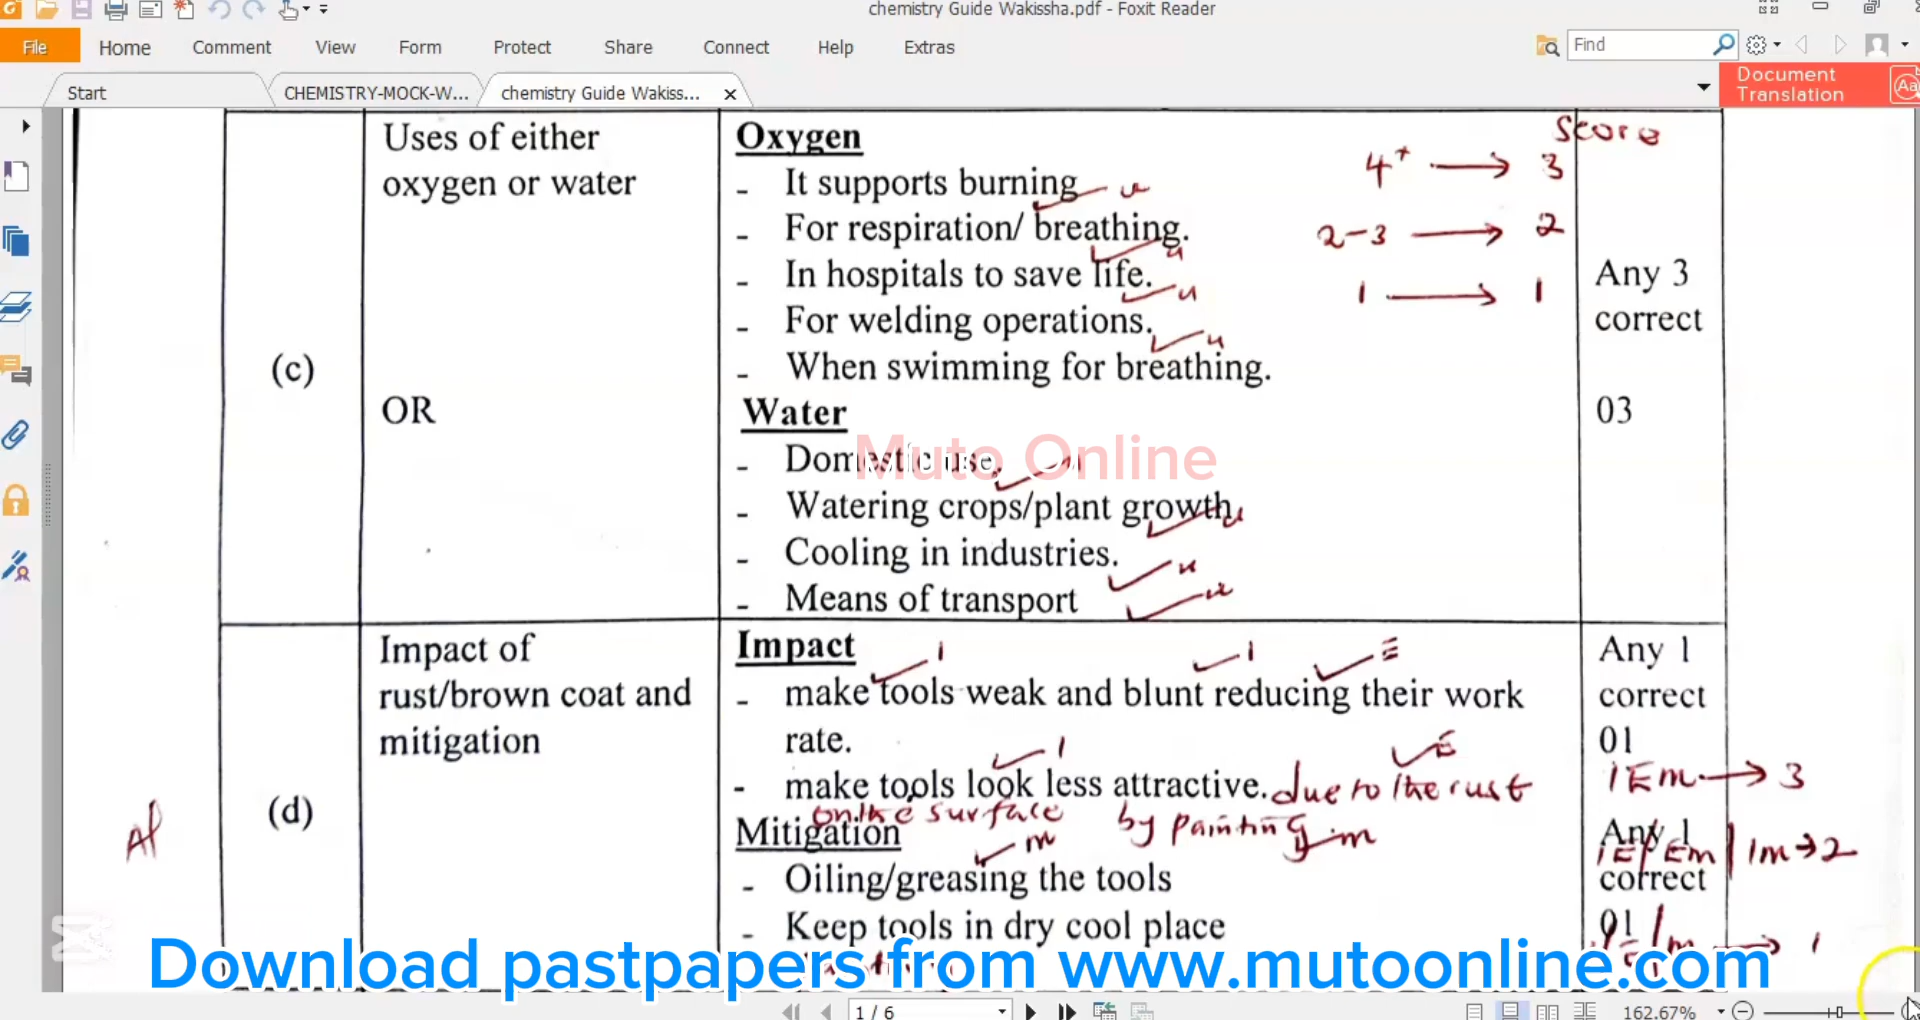 chemistry Guide Wakissha.pdf - Foxit Reader
File Home Comment View Form Protect Share Connect Help Extras Find
Start CHEMISTRY-MOCK-W... chemistry Guide Wakiss... Document Translation
Score
(c)
Uses of either
oxygen or water
OR
Oxygen
- It supports burning
- For respiration/ breathing.
- In hospitals to save life.
- For welding operations.
- When swimming for breathing.
4+ → 3
2-3 → 2
1 → 1
Any 3
correct
03
Water
- Domestic use.
- Watering crops/plant growth
- Cooling in industries.
- Means of transport
Muto Online
(d)
Impact of
rust/brown coat and
mitigation
Impact
- make tools weak and blunt reducing their work
rate.
- make tools look less attractive. due to the rust
on the surface by painting m
Mitigation
- Oiling/greasing the tools
- Keep tools in dry cool place
Any 1
correct
01
IEm → 3
Any 1
IE/Em/Im → 2
correct
01
Download pastpapers from www.mutoonline.com
1 / 6
162.67%